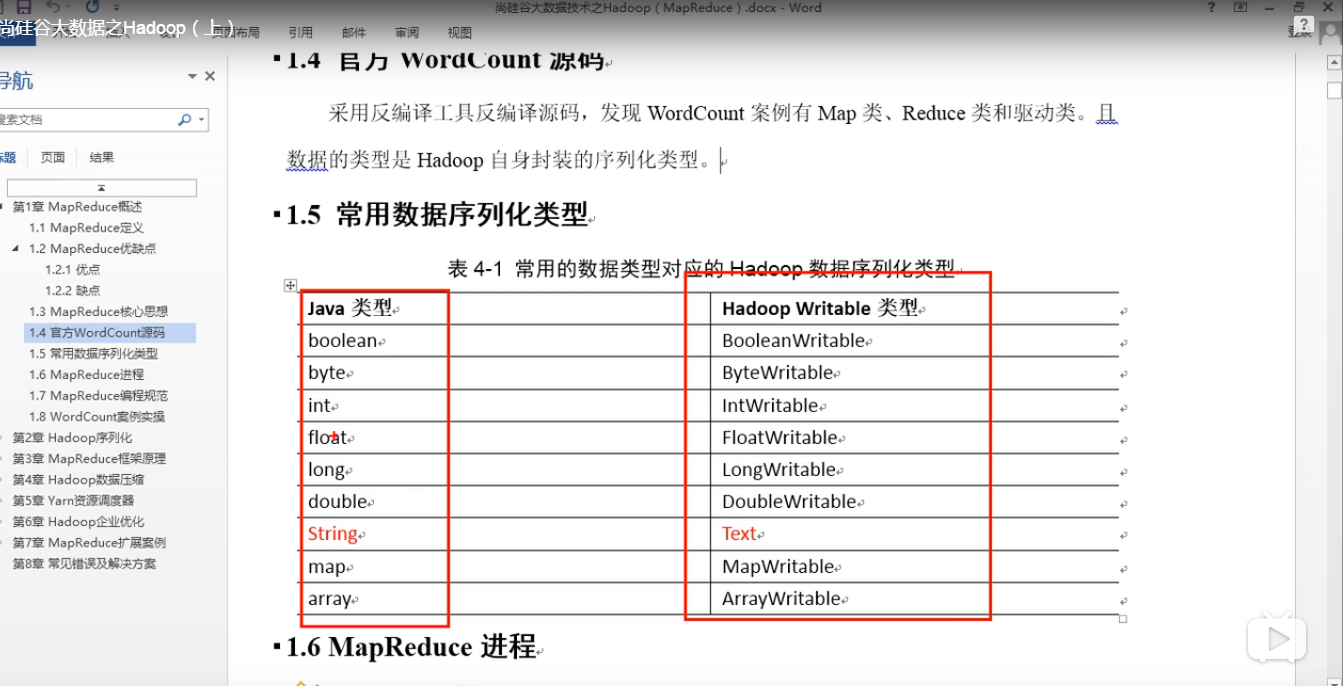 尚硅谷大数据技术之Hadoop（MapReduce）.docx - Word
尚硅谷大数据之Hadoop（上）
页面布局 引用 邮件 审阅 视图
登录
导航
搜索文档
标题 页面 结果
第1章 MapReduce概述
1.1 MapReduce定义
1.2 MapReduce优缺点
1.2.1 优点
1.2.2 缺点
1.3 MapReduce核心思想
1.4 官方WordCount源码
1.5 常用数据序列化类型
1.6 MapReduce进程
1.7 MapReduce编程规范
1.8 WordCount案例实操
第2章 Hadoop序列化
第3章 MapReduce框架原理
第4章 Hadoop数据压缩
第5章 Yarn资源调度器
第6章 Hadoop企业优化
第7章 MapReduce扩展案例
第8章 常见错误及解决方案
1.4 官方 WordCount 源码
采用反编译工具反编译源码，发现 WordCount 案例有 Map 类、Reduce 类和驱动类。且
数据的类型是 Hadoop 自身封装的序列化类型。
1.5 常用数据序列化类型
表 4-1 常用的数据类型对应的 Hadoop 数据序列化类型
Java 类型 Hadoop Writable 类型
boolean BooleanWritable
byte ByteWritable
int IntWritable
float FloatWritable
long LongWritable
double DoubleWritable
String Text
map MapWritable
array ArrayWritable
1.6 MapReduce 进程